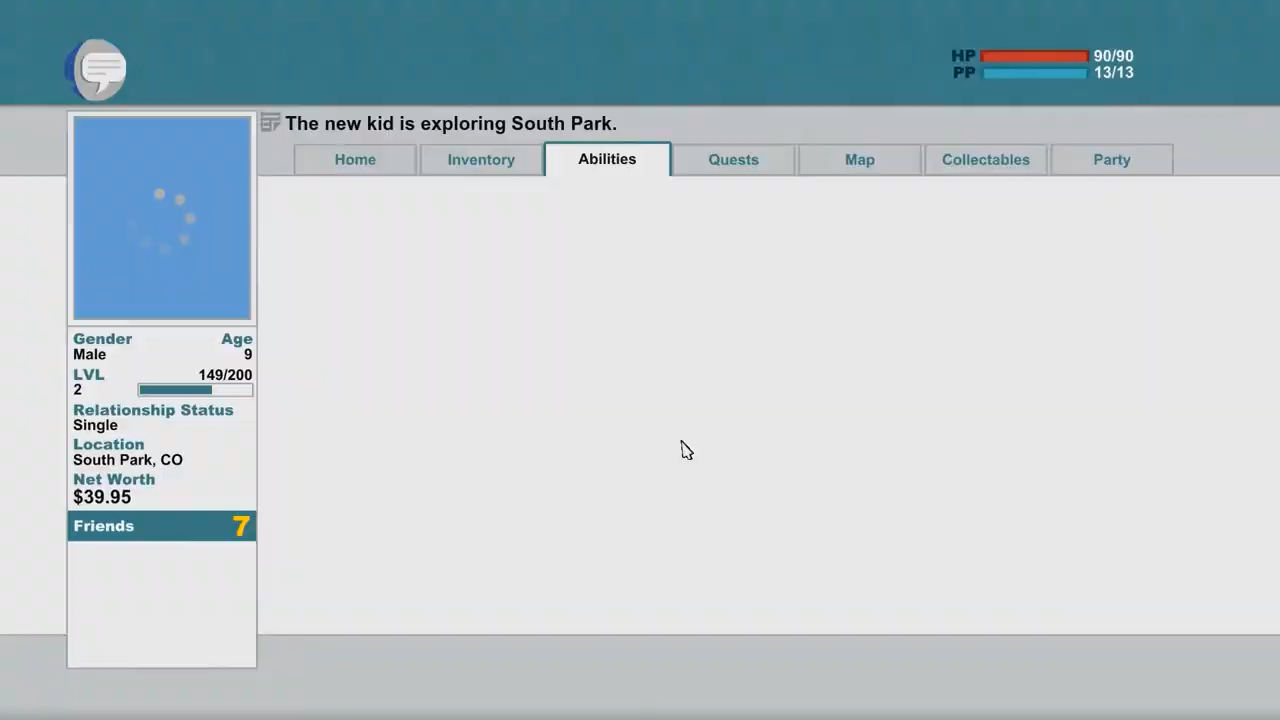 HP 90/90
PP 13/13
The new kid is exploring South Park.
Home Inventory Abilities Quests Map Collectables Party
Gender Age
Male 9
LVL 149/200
2
Relationship Status
Single
Location
South Park, CO
Net Worth
$39.95
Friends 7